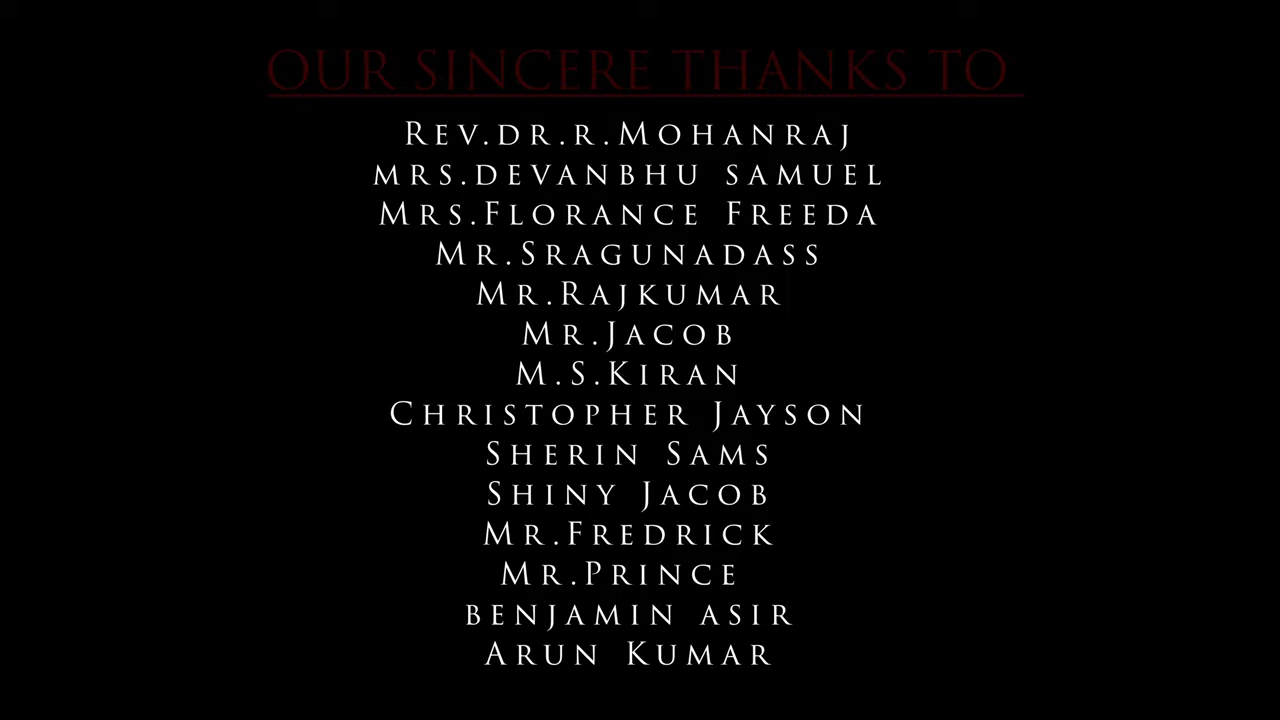 OUR SINCERE THANKS TO
Rev.dr.r.Mohanraj
mrs.devanbhu samuel
Mrs.Florance Freeda
Mr.Sragunadass
Mr.Rajkumar
Mr.Jacob
M.S.Kiran
Christopher Jayson
Sherin Sams
Shiny Jacob
Mr.Fredrick
Mr.Prince
benjamin asir
Arun Kumar